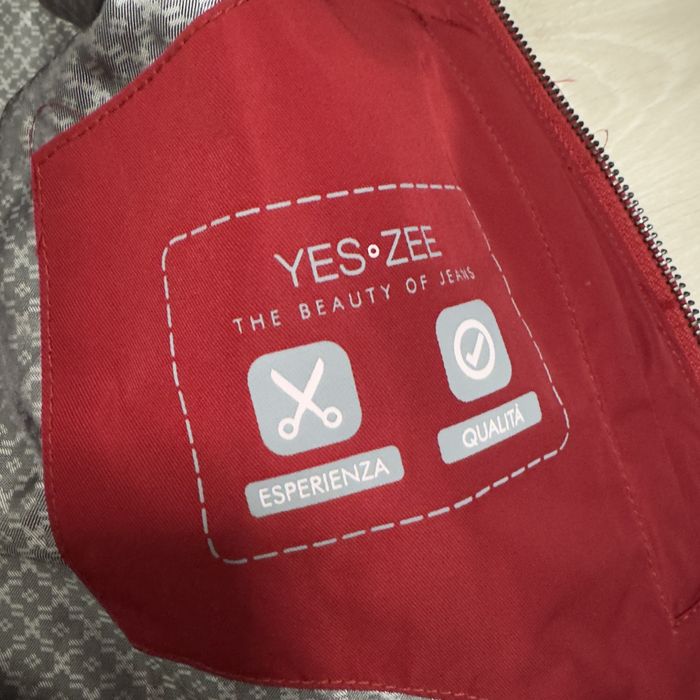 YES•ZEE
THE BEAUTY OF JEANS
ESPERIENZA
QUALITÀ